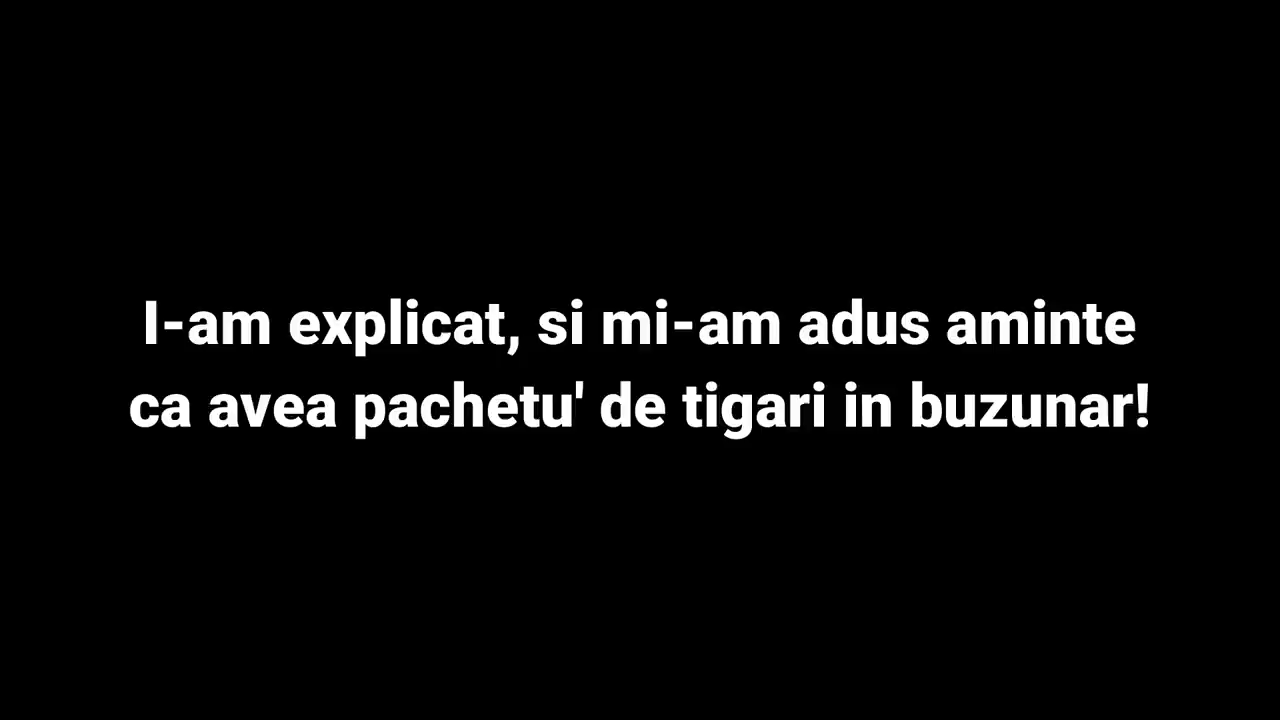 I-am explicat, si mi-am adus aminte
ca avea pachetu' de tigari in buzunar!